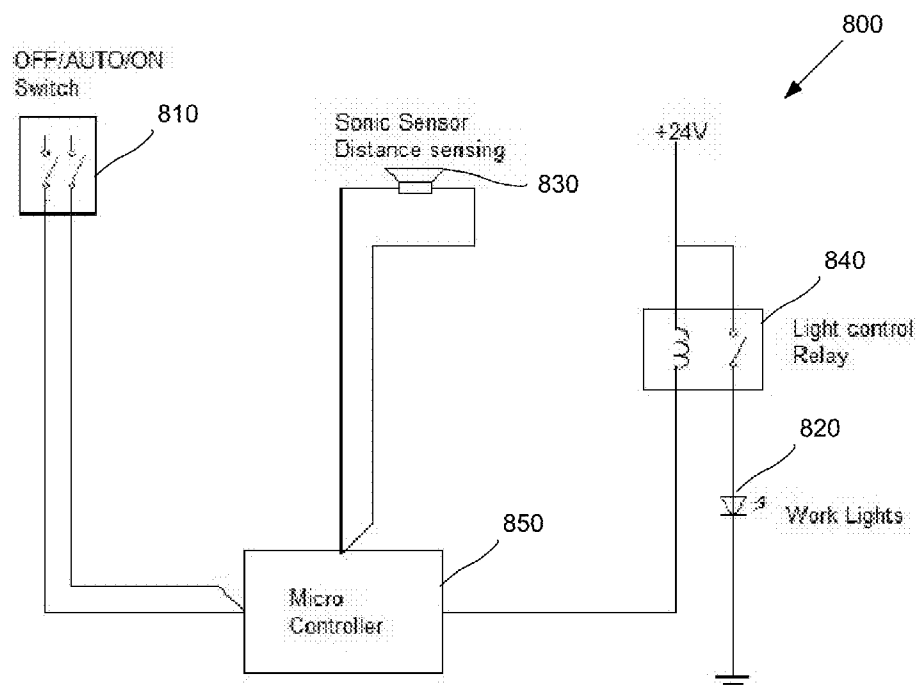 800
OFF/AUTO/ON
Switch
810
Sonic Sensor
Distance sensing
830
+24V
840
Light control
Relay
820
Work Lights
850
Micro
Controller